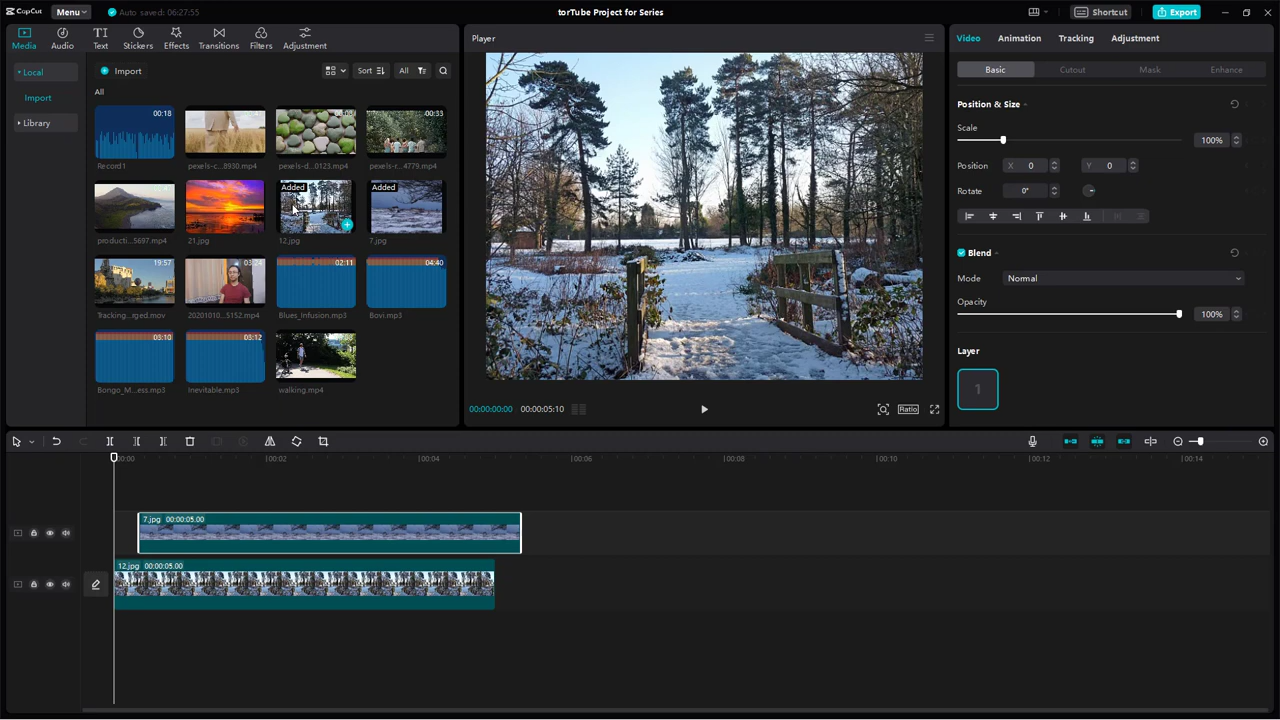 CapCut
Menu
Auto saved: 06:27:55
torTube Project for Series
Shortcut
Export
Media
Audio
Text
Stickers
Effects
Transitions
Filters
Adjustment
Local
Import
Library
Import
Sort
All
All
00:18
Record1
pexels-c...8930.mp4
pexels-d...0123.mp4
00:33
pexels-r...4779.mp4
producti...5697.mp4
21.jpg
Added
12.jpg
Added
7.jpg
19:57
Tracking...rged.mov
03:24
20201010...5152.mp4
02:11
Blues_Infusion.mp3
04:40
Bovi.mp3
03:10
Bongo_M...ess.mp3
03:12
Inevitable.mp3
walking.mp4
Player
00:00:00:00
00:00:05:10
Ratio
Video
Animation
Tracking
Adjustment
Basic
Cutout
Mask
Enhance
Position & Size
Scale
100%
Position
X 0
Y 0
Rotate
0°
Blend
Mode
Normal
Opacity
100%
Layer
1
00:00
00:02
00:04
00:06
00:08
00:10
00:12
00:14
7.jpg 00:00:05.00
12.jpg 00:00:05.00